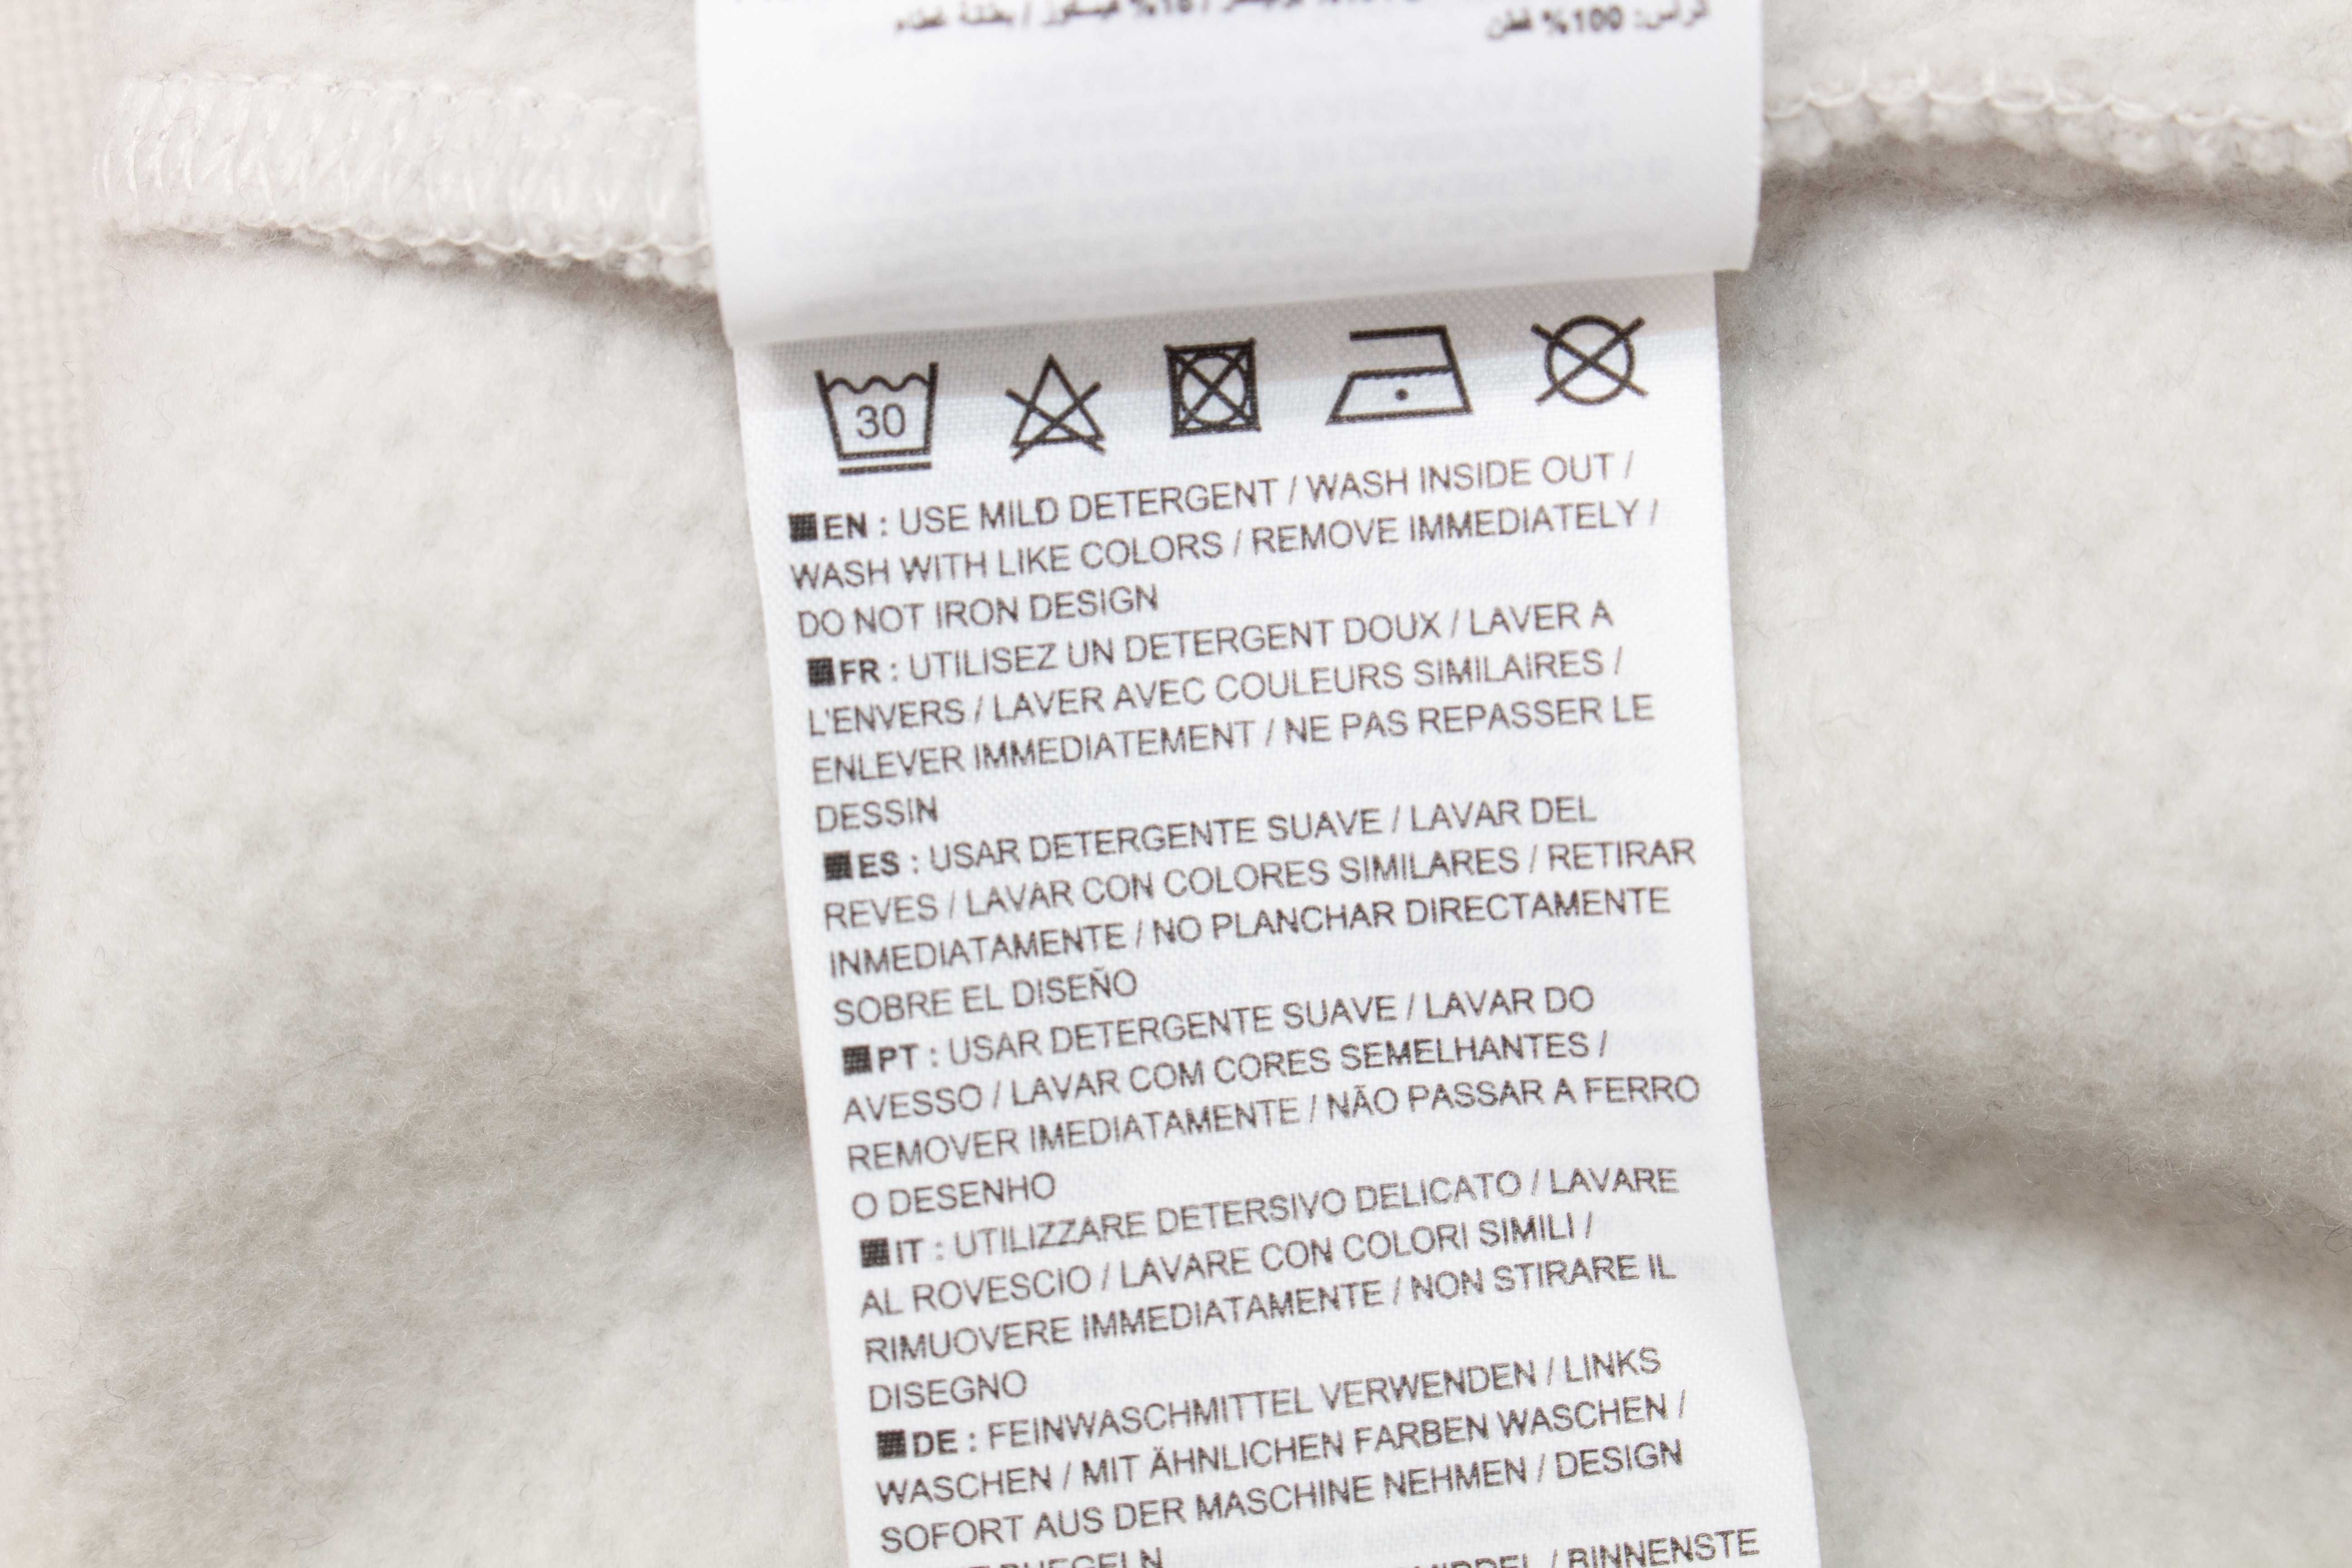 كراس: 100% قطن
30
EN : USE MILD DETERGENT / WASH INSIDE OUT /
WASH WITH LIKE COLORS / REMOVE IMMEDIATELY /
DO NOT IRON DESIGN
FR : UTILISEZ UN DETERGENT DOUX / LAVER A
L'ENVERS / LAVER AVEC COULEURS SIMILAIRES /
ENLEVER IMMEDIATEMENT / NE PAS REPASSER LE
DESSIN
ES : USAR DETERGENTE SUAVE / LAVAR DEL
REVES / LAVAR CON COLORES SIMILARES / RETIRAR
INMEDIATAMENTE / NO PLANCHAR DIRECTAMENTE
SOBRE EL DISEÑO
PT : USAR DETERGENTE SUAVE / LAVAR DO
AVESSO / LAVAR COM CORES SEMELHANTES /
REMOVER IMEDIATAMENTE / NÃO PASSAR A FERRO
O DESENHO
IT : UTILIZZARE DETERSIVO DELICATO / LAVARE
AL ROVESCIO / LAVARE CON COLORI SIMILI /
RIMUOVERE IMMEDIATAMENTE / NON STIRARE IL
DISEGNO
DE : FEINWASCHMITTEL VERWENDEN / LINKS
WASCHEN / MIT ÄHNLICHEN FARBEN WASCHEN /
SOFORT AUS DER MASCHINE NEHMEN / DESIGN
/ BINNENSTE